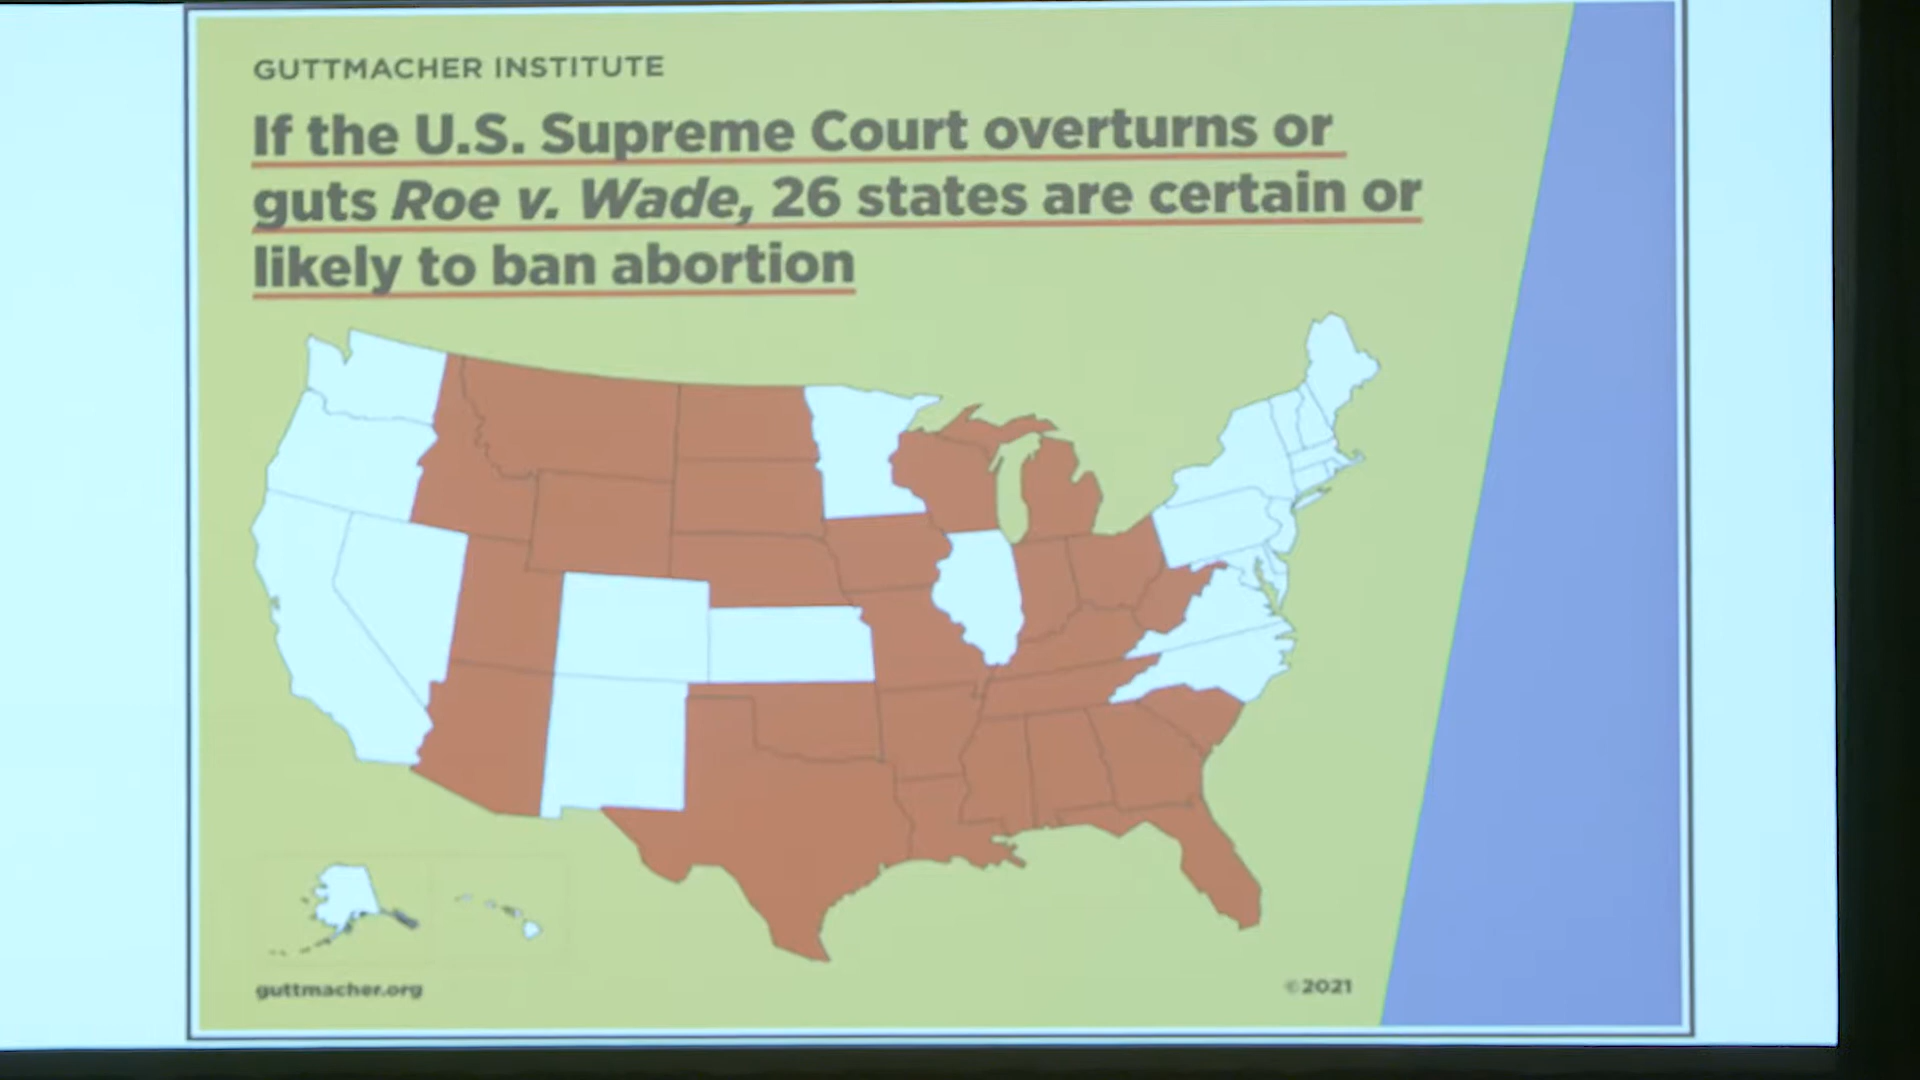 GUTTMACHER INSTITUTE
If the U.S. Supreme Court overturns or
guts Roe v. Wade, 26 states are certain or
likely to ban abortion
guttmacher.org
©2021